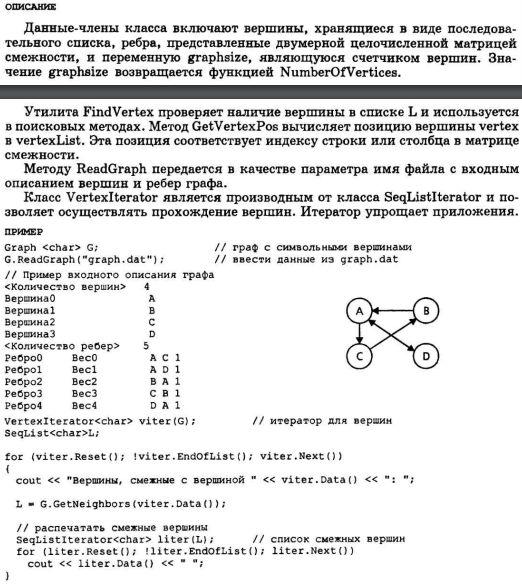 ОПИСАНИЕ
Данные-члены класса включают вершины, хранящиеся в виде последова-
тельного списка, ребра, представленные двумерной целочисленной матрицей
смежности, и переменную graphsize, являющуюся счетчиком вершин. Зна-
чение graphsize возвращается функцией NumberOfVertices.
Утилита FindVertex проверяет наличие вершины в списке L и используется
в поисковых методах. Метод GetVertexPos вычисляет позицию вершины vertex
в vertexList. Эта позиция соответствует индексу строки или столбца в матрице
смежности.
Методу ReadGraph передается в качестве параметра имя файла с входным
описанием вершин и ребер графа.
Класс VertexIterator является производным от класса SeqListIterator и по-
зволяет осуществлять прохождение вершин. Итератор упрощает приложения.
ПРИМЕР
Graph <char> G; // граф с символьными вершинами
G.ReadGraph("graph.dat"); // ввести данные из graph.dat
// Пример входного описания графа
<Количество вершин> 4
Вершина0 A
Вершина1 B
Вершина2 C
Вершина3 D
<Количество ребер> 5
Ребро0 Вес0 A C 1
Ребро1 Вес1 A D 1
Ребро2 Вес2 B A 1
Ребро3 Вес3 C B 1
Ребро4 Вес4 D A 1
A B
C D
VertexIterator<char> viter(G); // итератор для вершин
SeqList<char>L;
for (viter.Reset(); !viter.EndOfList(); viter.Next())
{
cout << "Вершины, смежные с вершиной " << viter.Data() << ": ";
L = G.GetNeighbors(viter.Data());
// распечатать смежные вершины
SeqListIterator<char> liter(L); // список смежных вершин
for (liter.Reset(); !liter.EndOfList(); liter.Next())
cout << liter.Data() << " ";
}